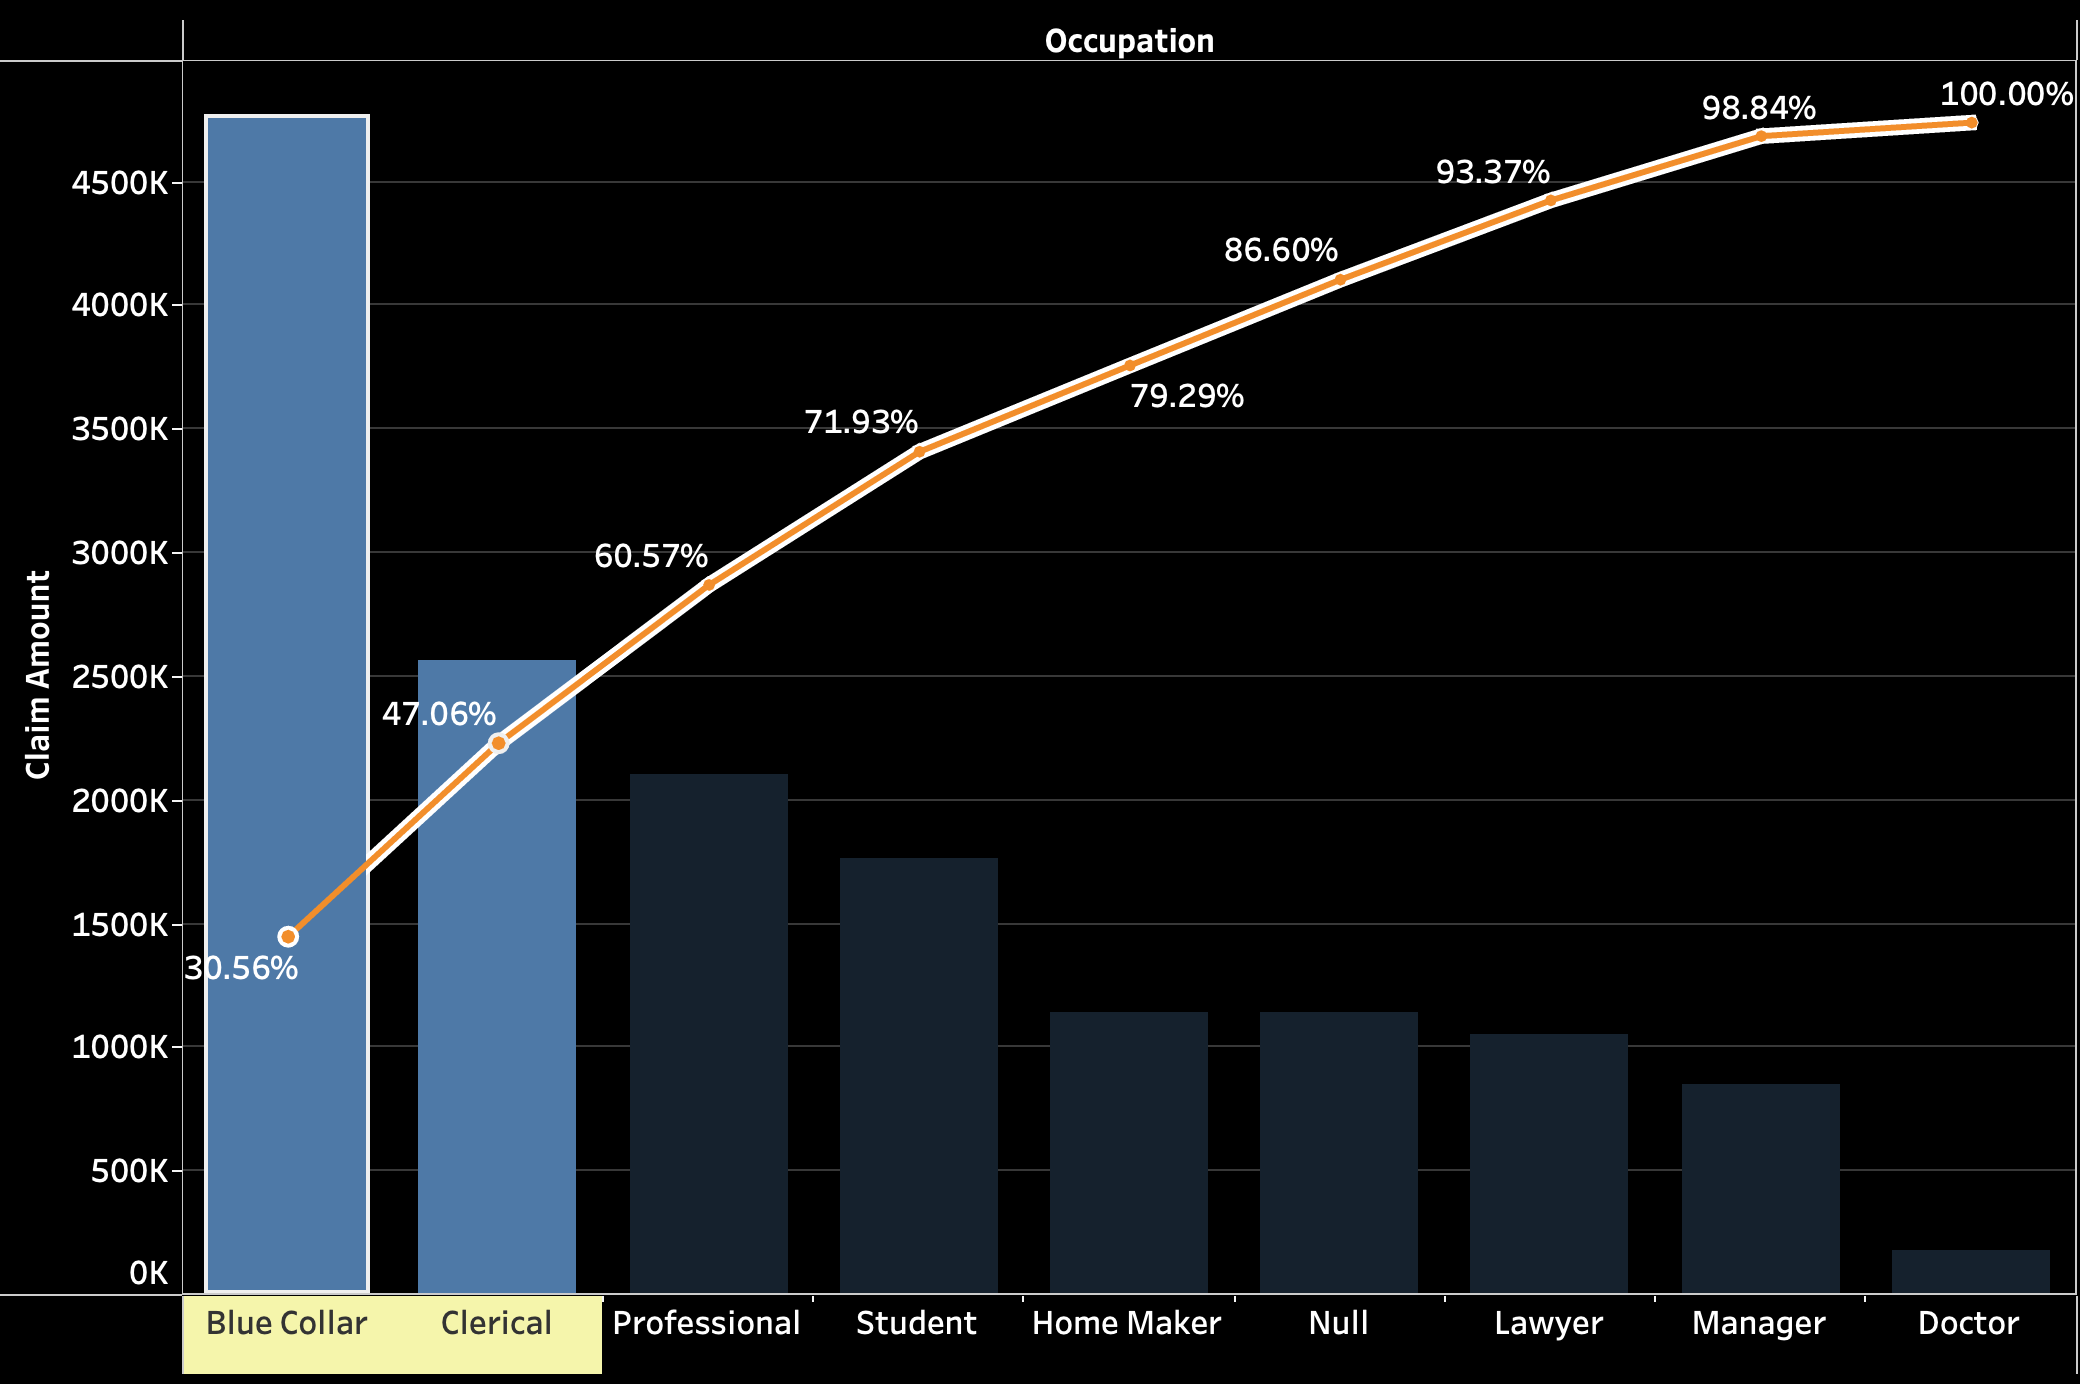 Occupation
100.00%
98.84%
93.37%
4500K
86.60%
4000K
79.29%
71.93%
3500K
60.57%
3000K
Claim Amount
2500K
47.06%
2000K
1500K
30.56%
1000K
500K
0K
Blue Collar Clerical Professional Student Home Maker Null Lawyer Manager Doctor